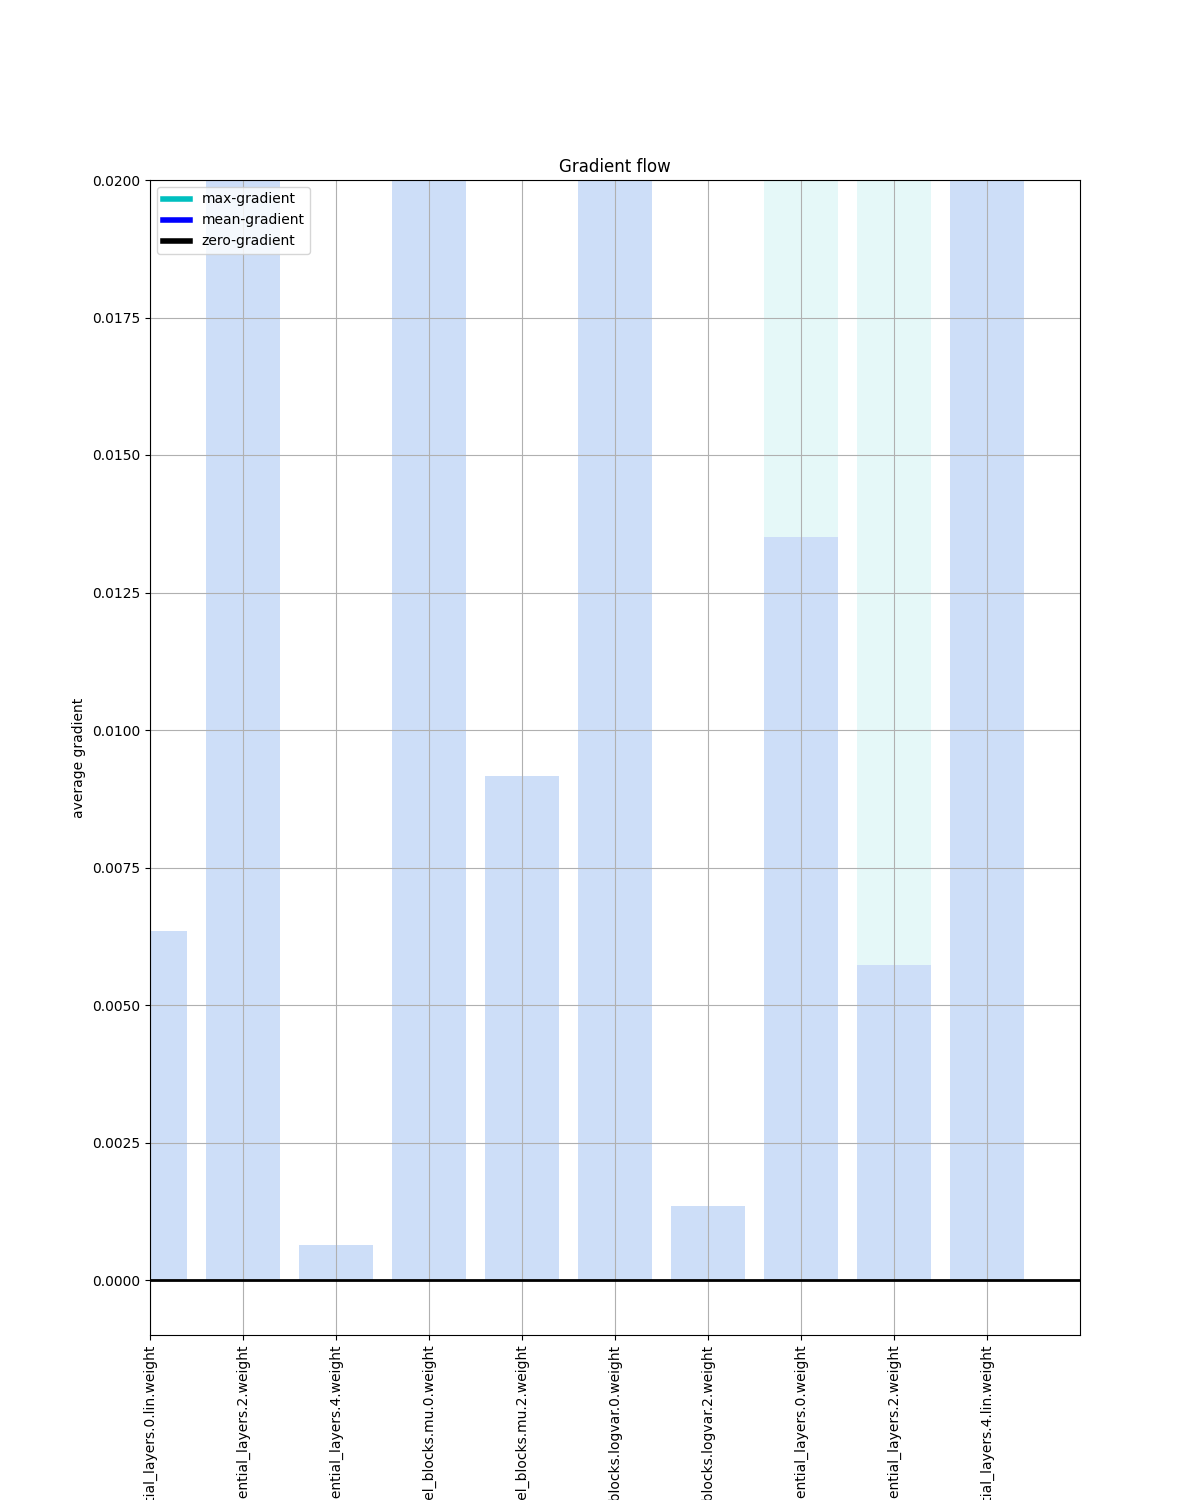 Gradient flow
max-gradient
mean-gradient
zero-gradient
0.0200
0.0175
0.0150
0.0125
0.0100
0.0075
0.0050
0.0025
0.0000
average gradient
tial_layers.0.lin.weight
ential_layers.2.weight
ential_layers.4.weight
el_blocks.mu.0.weight
el_blocks.mu.2.weight
blocks.logvar.0.weight
blocks.logvar.2.weight
ential_layers.0.weight
ential_layers.2.weight
tial_layers.4.lin.weight